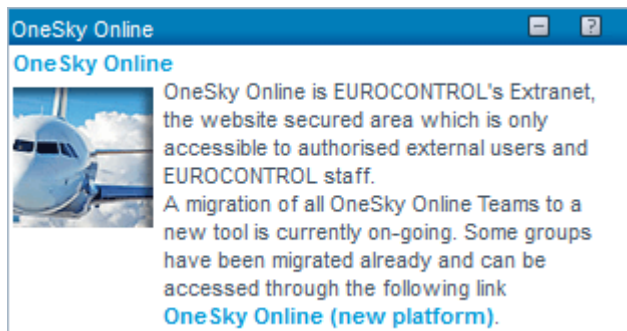 OneSky Online
OneSky Online
OneSky Online is EUROCONTROL's Extranet,
the website secured area which is only
accessible to authorised external users and
EUROCONTROL staff.
A migration of all OneSky Online Teams to a
new tool is currently on-going. Some groups
have been migrated already and can be
accessed through the following link
OneSky Online (new platform).